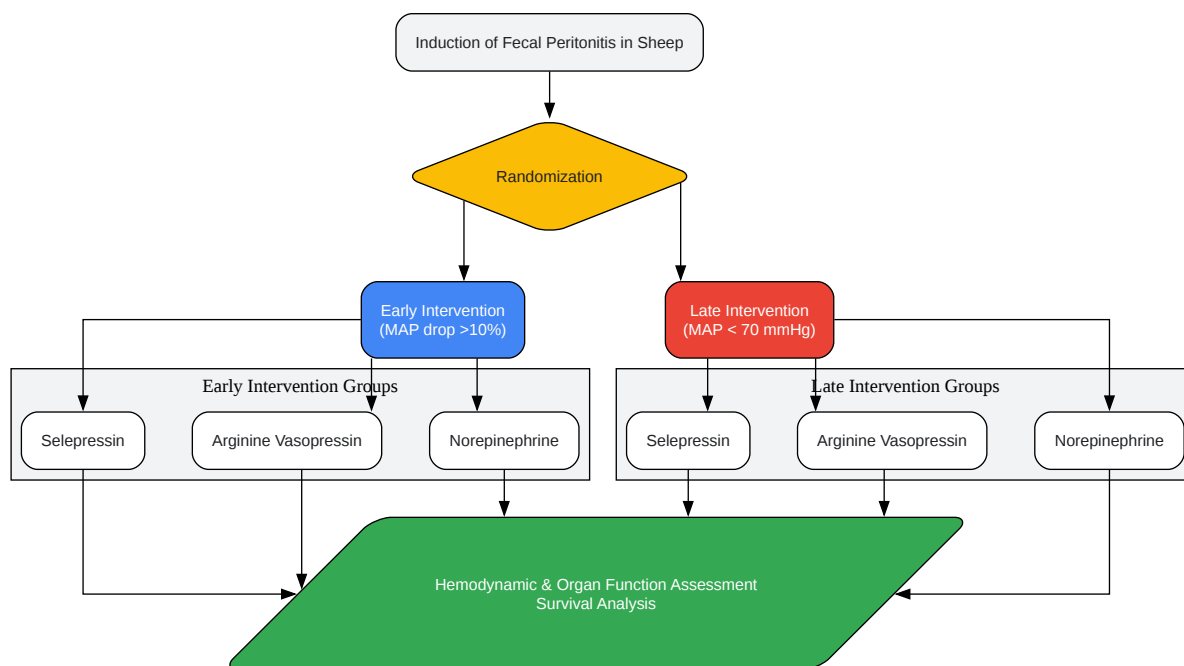 Induction of Fecal Peritonitis in Sheep
Randomization
Early Intervention
(MAP drop >10%)
Late Intervention
(MAP < 70 mmHg)
Early Intervention Groups
Late Intervention Groups
Selepressin
Arginine Vasopressin
Norepinephrine
Selepressin
Arginine Vasopressin
Norepinephrine
Hemodynamic & Organ Function Assessment
Survival Analysis